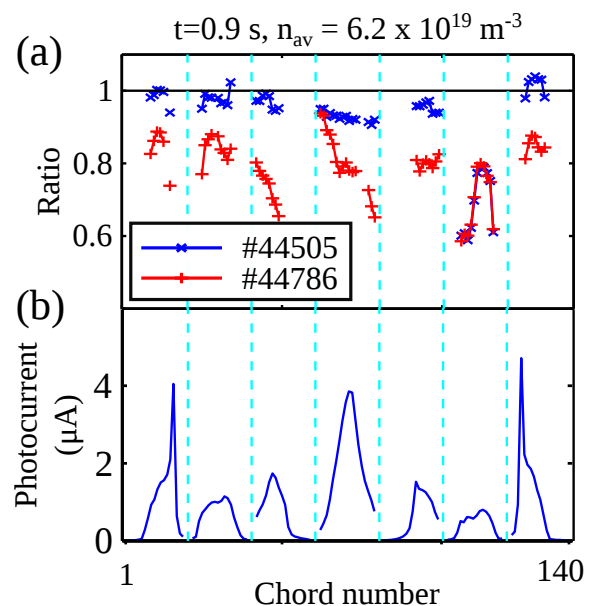 t=0.9 s, n_av = 6.2 x 10^19 m^-3
(a)
Ratio
1
0.8
0.6
#44505
#44786
(b)
Photocurrent
(μA)
4
2
0
1
140
Chord number